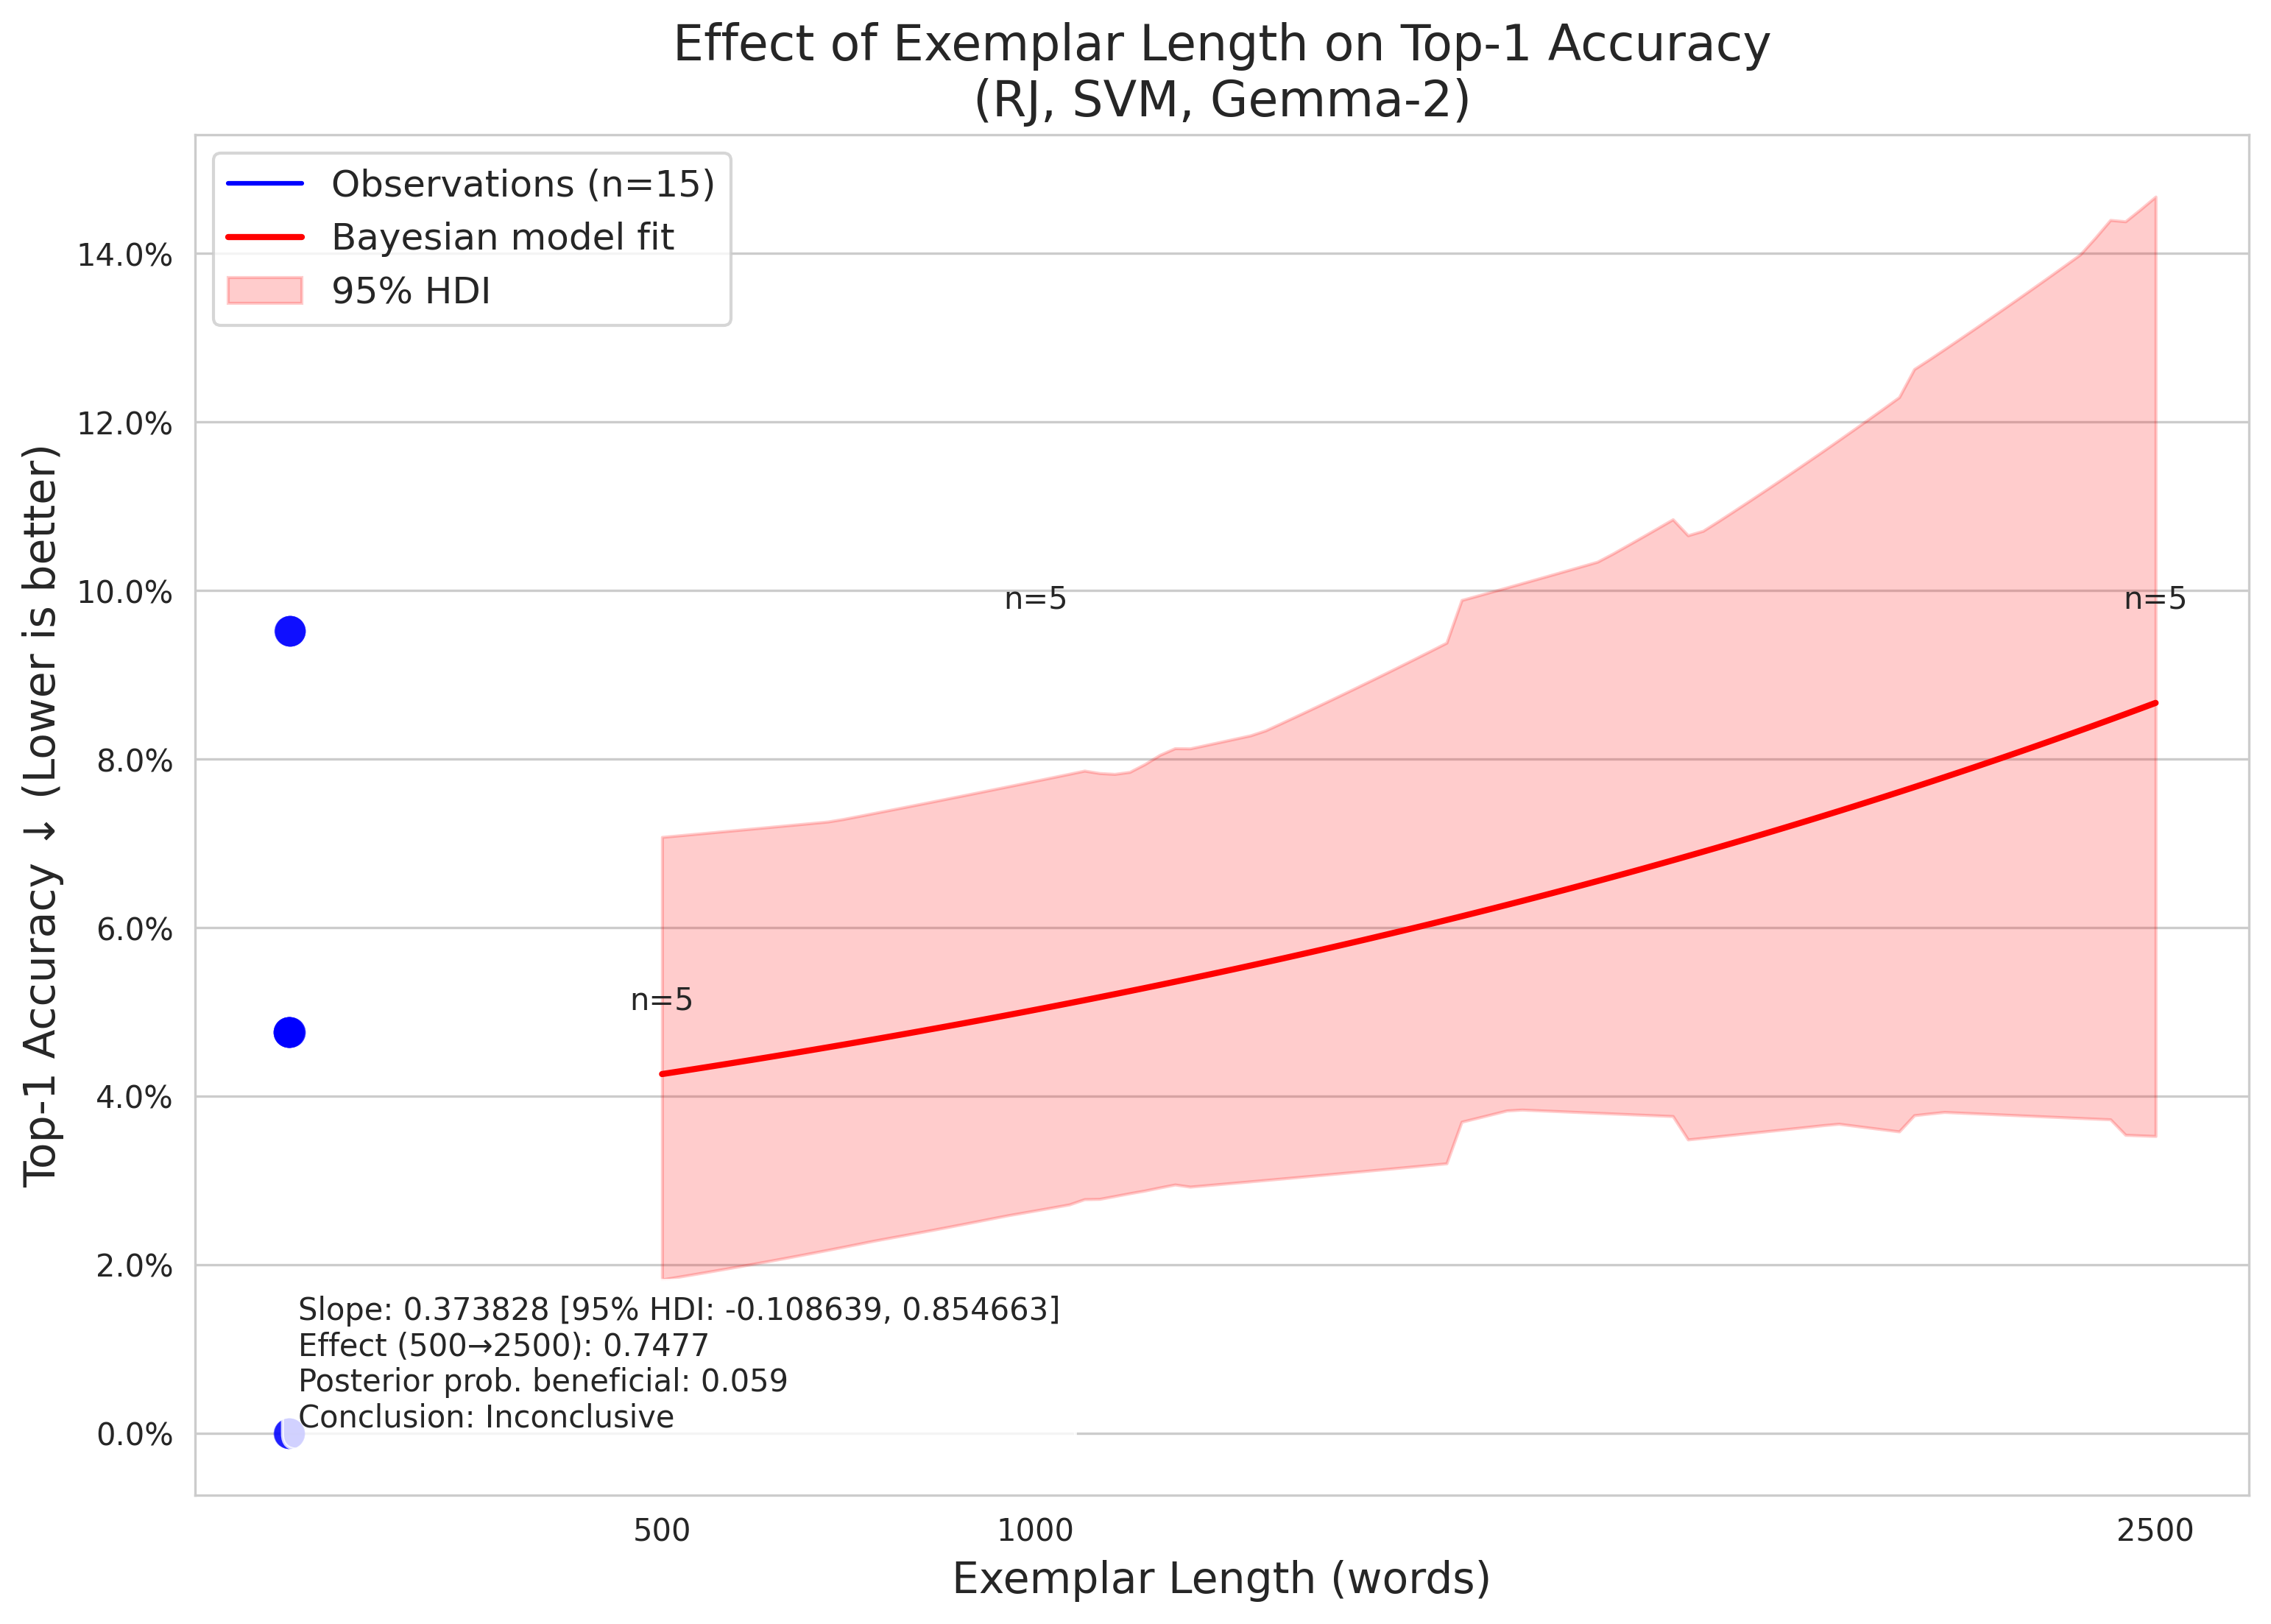 Effect of Exemplar Length on Top-1 Accuracy
(RJ, SVM, Gemma-2)
Observations (n=15)
Bayesian model fit
95% HDI
Top-1 Accuracy ↓ (Lower is better)
14.0%
12.0%
10.0%
8.0%
6.0%
4.0%
2.0%
0.0%
n=5
n=5
n=5
Slope: 0.373828 [95% HDI: -0.108639, 0.854663]
Effect (500→2500): 0.7477
Posterior prob. beneficial: 0.059
Conclusion: Inconclusive
500
1000
2500
Exemplar Length (words)